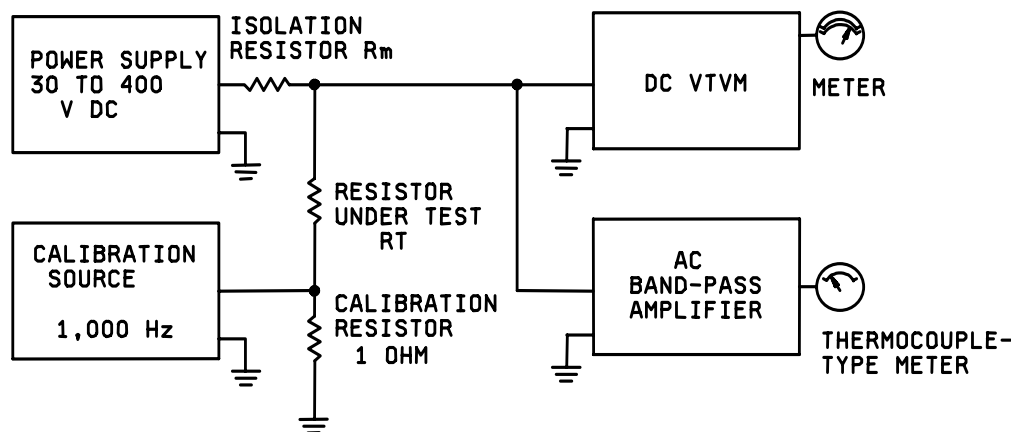 ISOLATION
RESISTOR Rm
POWER SUPPLY
30 TO 400
V DC
DC VTVM
METER
RESISTOR
UNDER TEST
RT
CALIBRATION
SOURCE
1,000 Hz
CALIBRATION
RESISTOR
1 OHM
AC
BAND-PASS
AMPLIFIER
THERMOCOUPLE-
TYPE METER